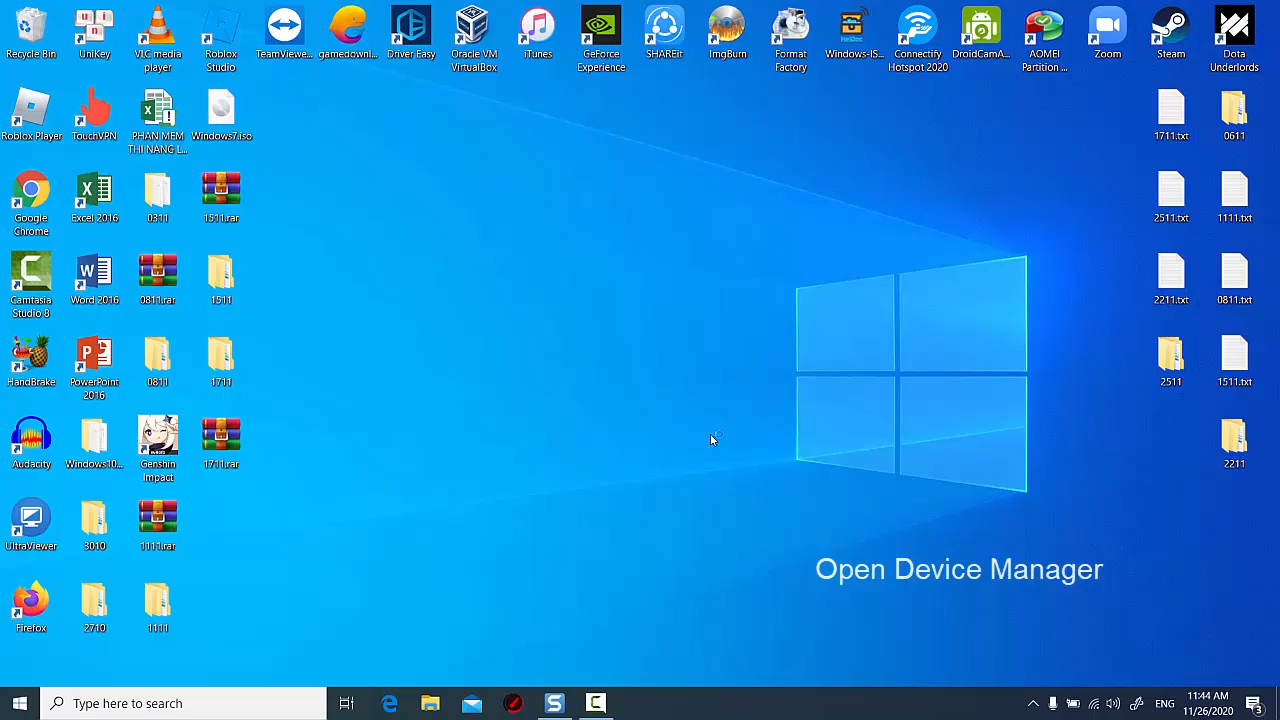 Recycle Bin
UniKey
VLC media
player
Roblox
Studio
TeamViewe...
gamedownl...
Driver Easy
Oracle VM
VirtualBox
iTunes
GeForce
Experience
SHAREit
ImgBurn
Format
Factory
Windows-IS...
Connectify
Hotspot 2020
DroidCamA...
AOMEI
Partition ...
Zoom
Steam
Dota
Underlords
Roblox Player
TouchVPN
PHAN MEM
THI NANG L...
Windows7.iso
1711.txt
0611
Google
Chrome
Excel 2016
0311
1511.rar
2511.txt
1111.txt
Camtasia
Studio 8
Word 2016
0811.rar
1511
2211.txt
0811.txt
HandBrake
PowerPoint
2016
0811
1711
2511
1511.txt
Audacity
Windows10...
Genshin
Impact
1711.rar
2211
UltraViewer
3010
1111.rar
Open Device Manager
Firefox
2710
1111
Type here to search
ENG
11:44 AM
11/26/2020
3